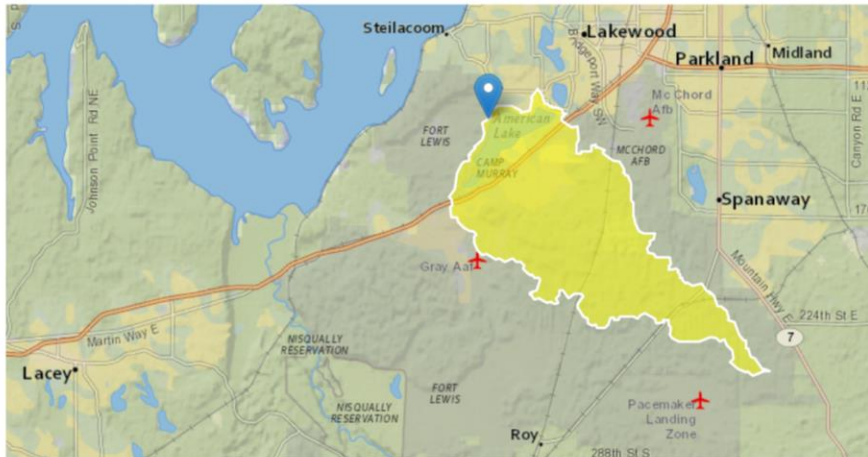 Steilacoom
Lakewood
Bridgeport Way SW
Parkland
Midland
Mc Chord
Afb
Canyon Rd E
Johnson Point Rd NE
American
Lake
FORT
LEWIS
CAMP
MURRAY
MCCHORD
AFB
Spanaway
Gray Aaf
Mountain Hwy E
224th St E
7
Martin Way E
NISQUALLY
RESERVATION
Lacey
FORT
LEWIS
NISQUALLY
RESERVATION
Pacemaker
Landing
Zone
Roy
288th St S